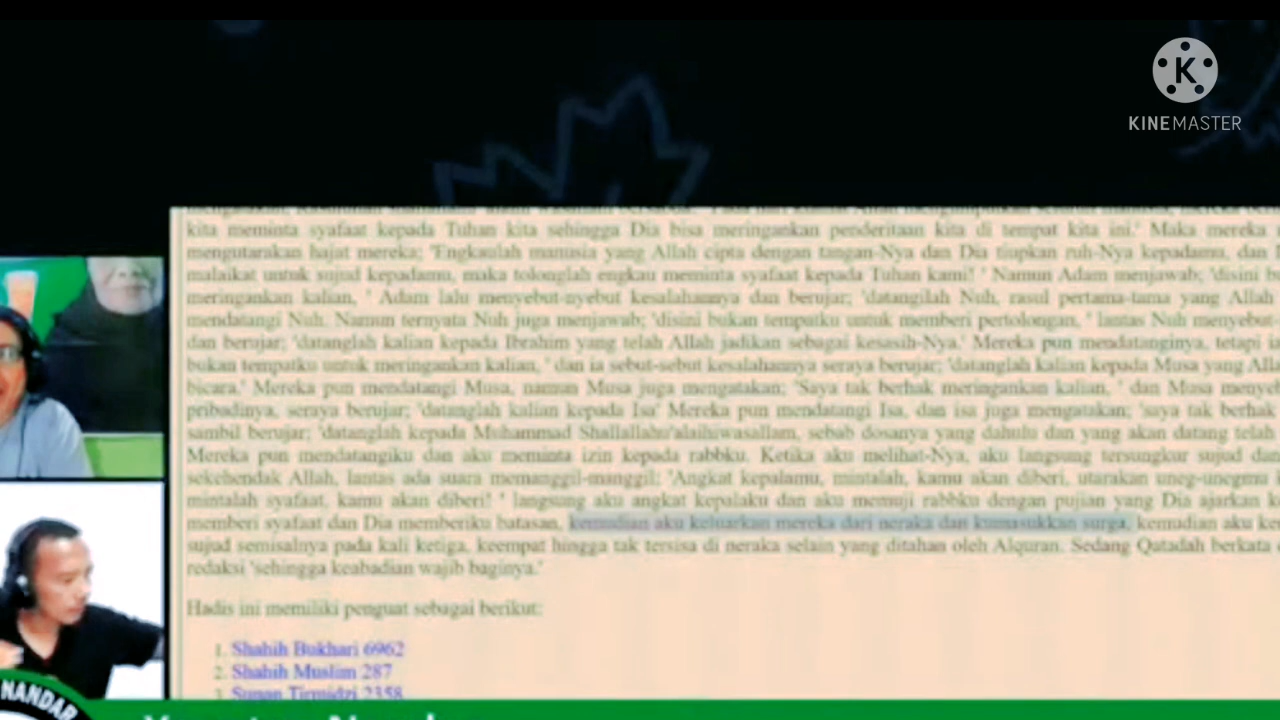 KINEMASTER
kita meminta syafaat kepada Tuhan kita sehingga Dia bisa meringankan penderitaan kita di tempat kita ini.' Maka mereka
mengutarakan hajat mereka; 'Engkaulah manusia yang Allah cipta dengan tangan-Nya dan Dia tiupkan ruh-Nya kepadamu, dan
malaikat untuk sujud kepadamu, maka tolonglah engkau meminta syafaat kepada Tuhan kami! ' Namun Adam menjawab; 'disini b
meringankan kalian, ' Adam lalu menyebut-nyebut kesalahannya dan berujar; 'datangilah Nuh, rasul pertama-tama yang Allah
mendatangi Nuh. Namun ternyata Nuh juga menjawab; 'disini bukan tempatku untuk memberi pertolongan, ' lantas Nuh menyebut-
dan berujar; 'datanglah kalian kepada Ibrahim yang telah Allah jadikan sebagai kesasih-Nya.' Mereka pun mendatanginya, tetapi ia
bukan tempatku untuk meringankan kalian, ' dan ia sebut-sebut kesalahannya seraya berujar; 'datanglah kalian kepada Musa yang Alla
bicara.' Mereka pun mendatangi Musa, namun Musa juga mengatakan; 'Saya tak berhak meringankan kalian, ' dan Musa menyeb
pribadinya, seraya berujar; 'datanglah kalian kepada Isa' Mereka pun mendatangi Isa, dan isa juga mengatakan; 'saya tak berhak
sambil berujar; 'datanglah kepada Muhammad Shallallahu'alaihiwasallam, sebab dosanya yang dahulu dan yang akan datang telah
Mereka pun mendatangiku dan aku meminta izin kepada rabbku. Ketika aku melihat-Nya, aku langsung tersungkur sujud dan
sekehendak Allah, lantas ada suara memanggil-manggil: 'Angkat kepalamu, mintalah, kamu akan diberi, utarakan uneg-unegmu
mintalah syafaat, kamu akan diberi! ' langsung aku angkat kepalaku dan aku memuji rabbku dengan pujian yang Dia ajarkan k
memberi syafaat dan Dia memberiku batasan, kemudian aku keluarkan mereka dari neraka dan kumasukkan surga, kemudian aku ke
sujud semisalnya pada kali ketiga, keempat hingga tak tersisa di neraka selain yang ditahan oleh Alquran. Sedang Qatadah berkata
redaksi 'sehingga keabadian wajib baginya.'
Hadis ini memiliki penguat sebagai berikut:
1. Shahih Bukhari 6962
2. Shahih Muslim 287
3. Sunan Tirmidzi 2358
NANDAR